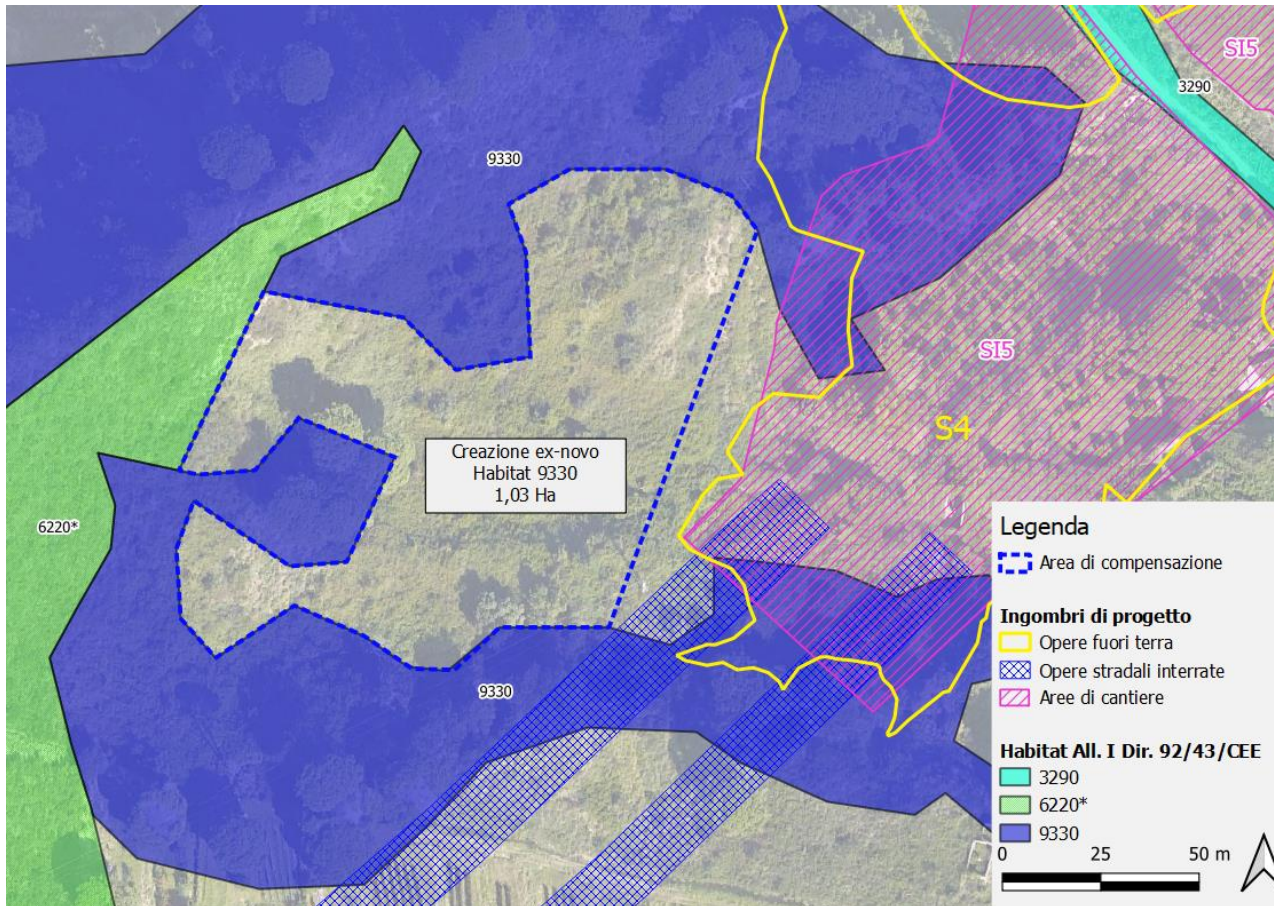 SI5
3290
9330
SI5
S4
Creazione ex-novo
Habitat 9330
1,03 Ha
6220*
9330
Legenda
Area di compensazione
Ingombri di progetto
Opere fuori terra
Opere stradali interrate
Aree di cantiere
Habitat All. I Dir. 92/43/CEE
3290
6220*
9330
0 25 50 m